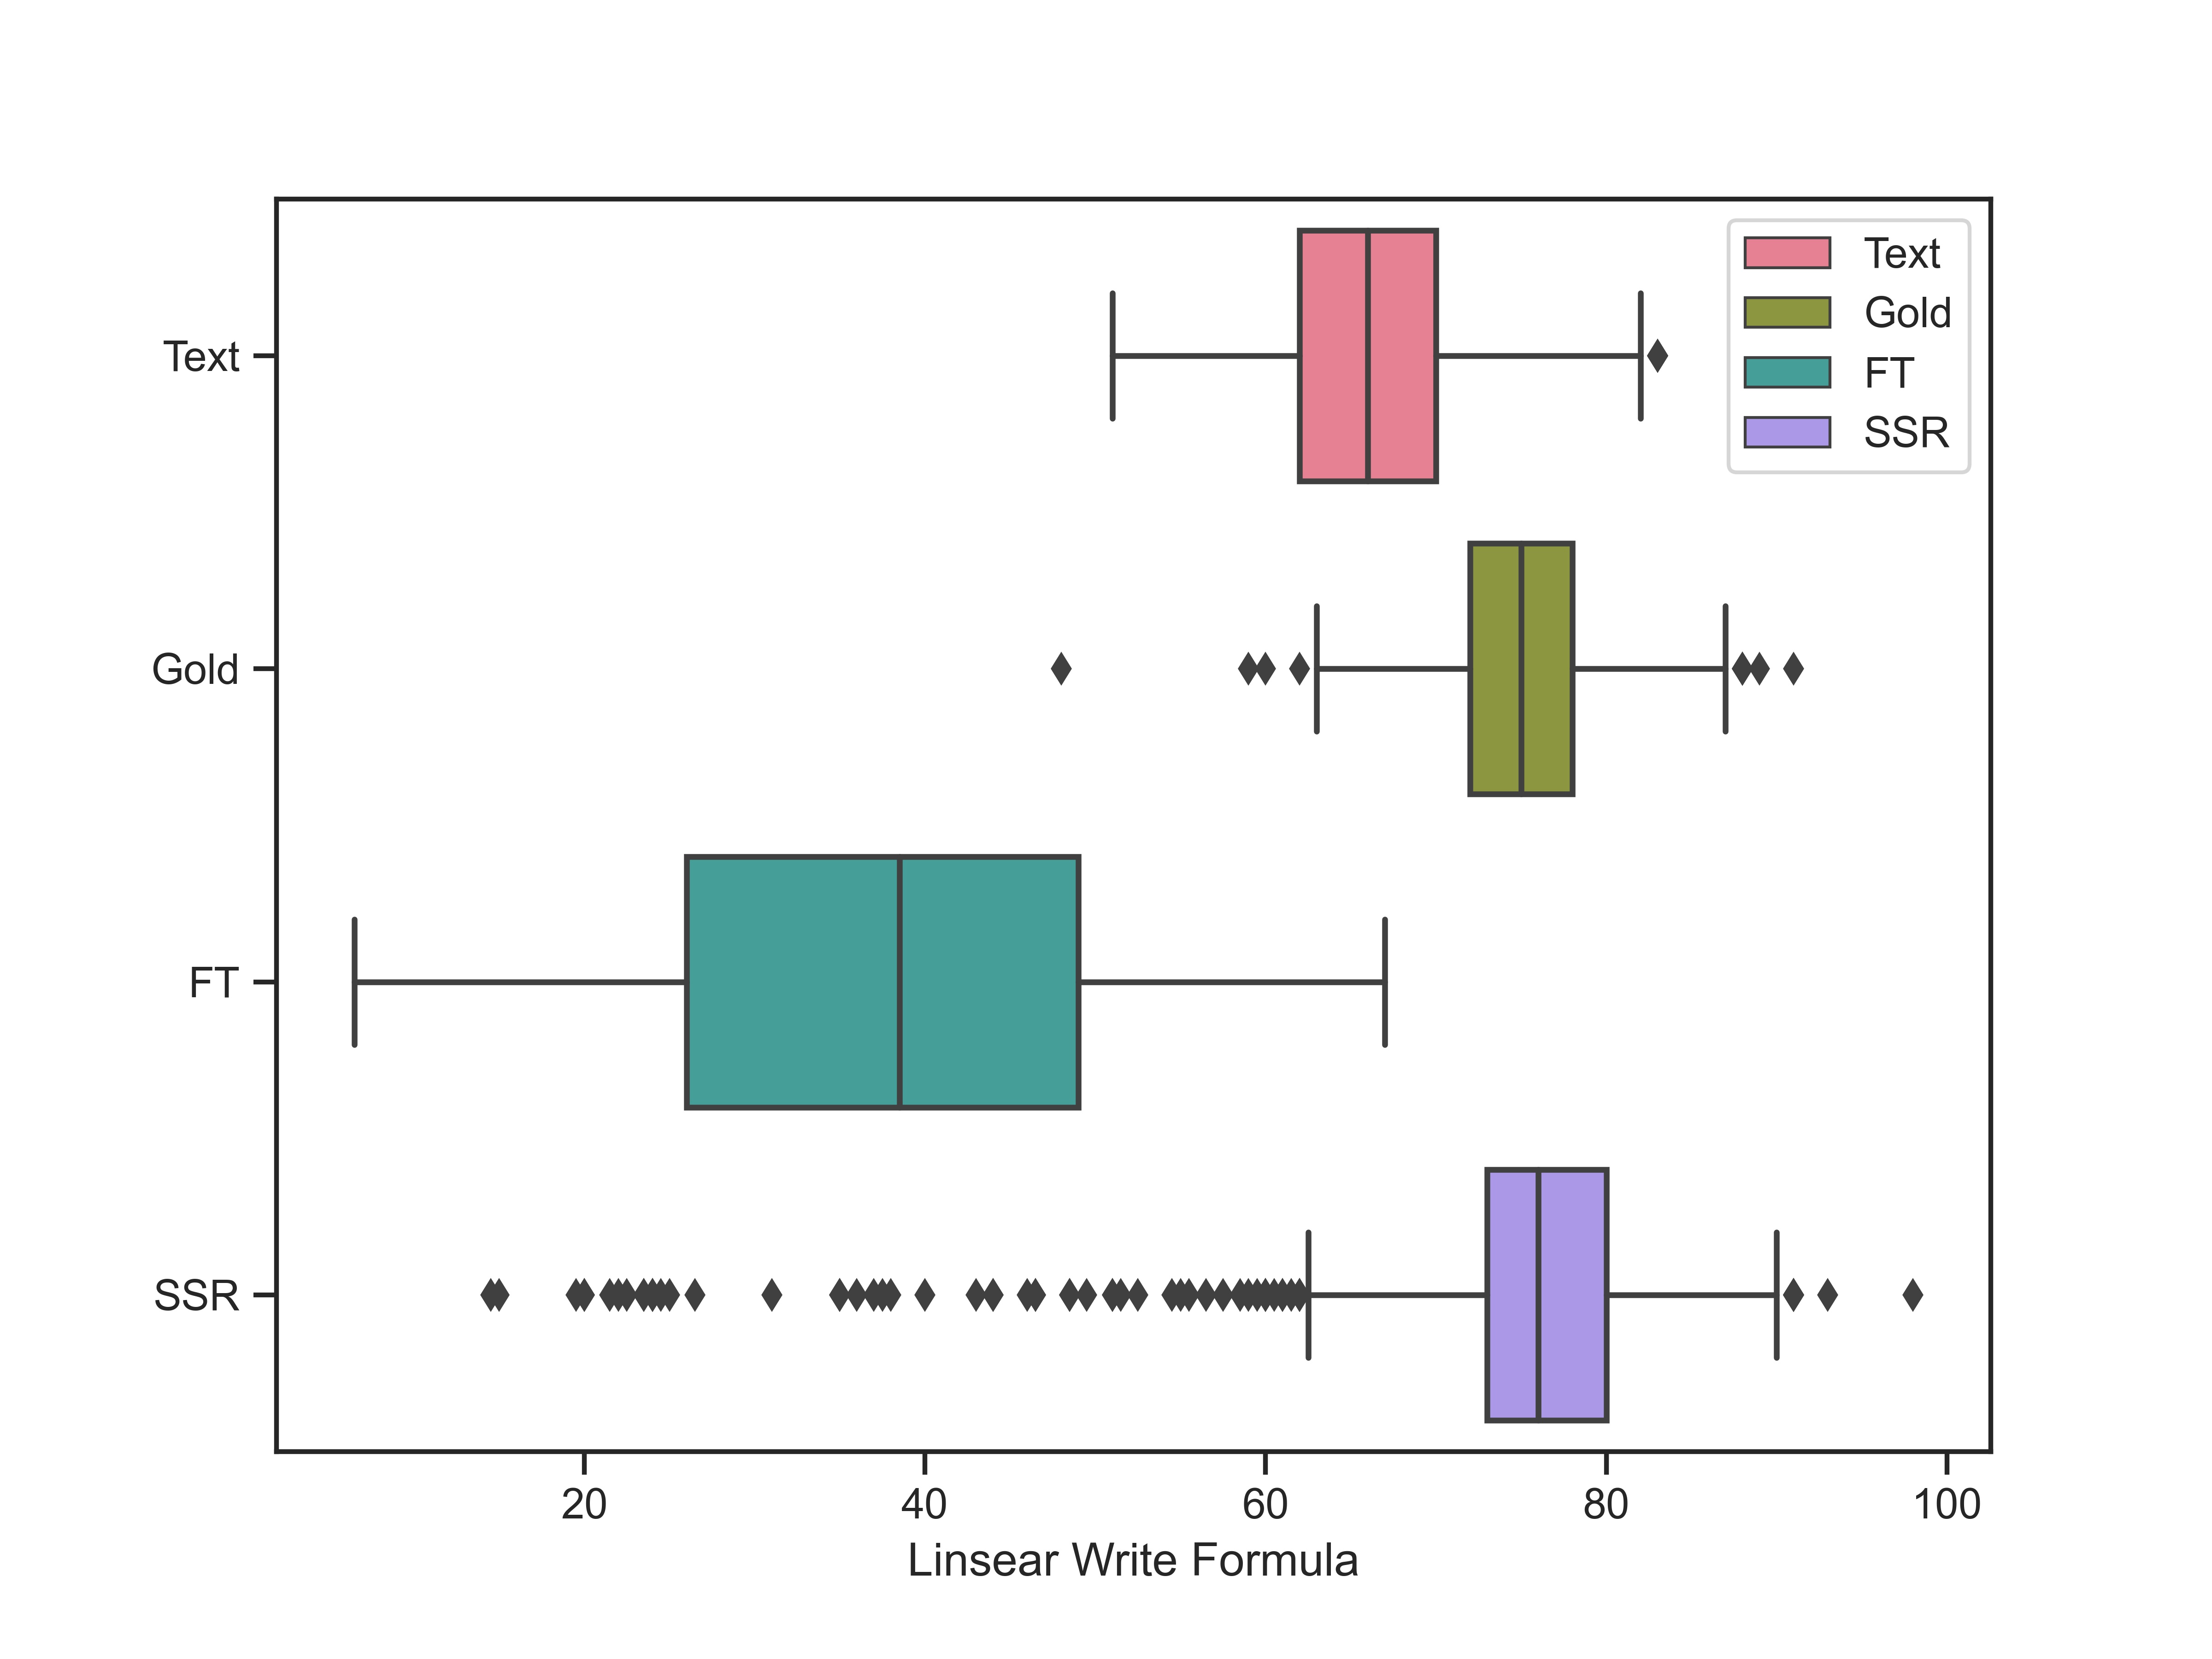 Text
Gold
FT
SSR
Text
Gold
FT
SSR
20 40 60 80 100
Linsear Write Formula